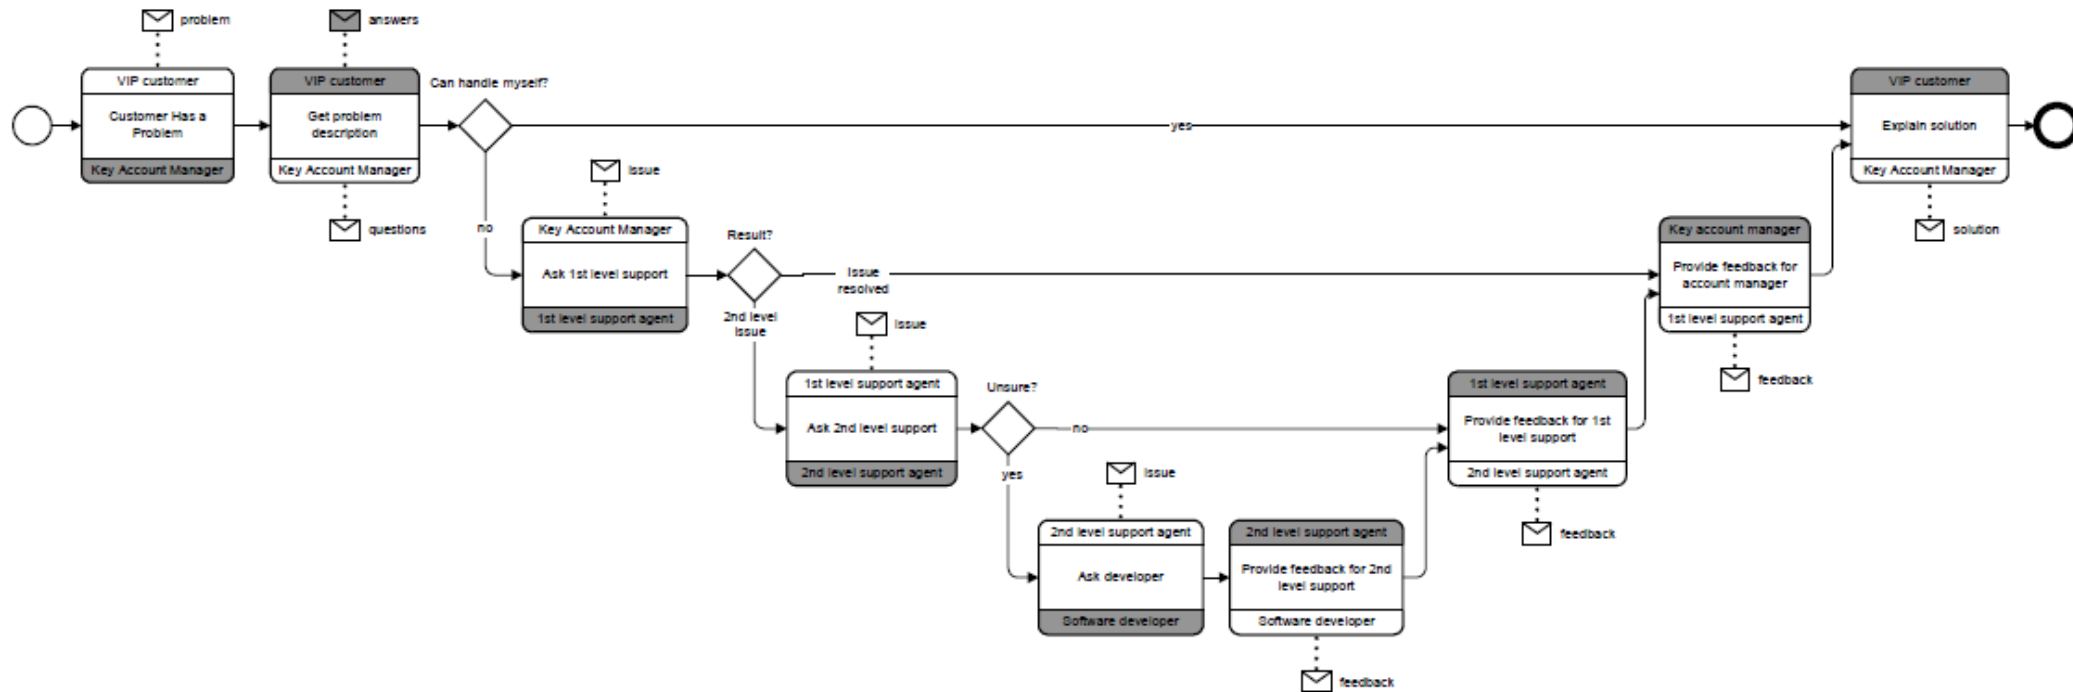 problem
answers
VIP customer
Customer Has a
Problem
Key Account Manager
VIP customer
Get problem
description
Key Account Manager
questions
Can handle myself?
yes
no
Issue
Key Account Manager
Ask 1st level support
1st level support agent
Result?
Issue
resolved
2nd level
Issue
Issue
1st level support agent
Ask 2nd level support
2nd level support agent
Unsure?
no
yes
Issue
2nd level support agent
Ask developer
Software developer
2nd level support agent
Provide feedback for 2nd
level support
Software developer
feedback
1st level support agent
Provide feedback for 1st
level support
2nd level support agent
feedback
Key account manager
Provide feedback for
account manager
1st level support agent
feedback
VIP customer
Explain solution
Key Account Manager
solution